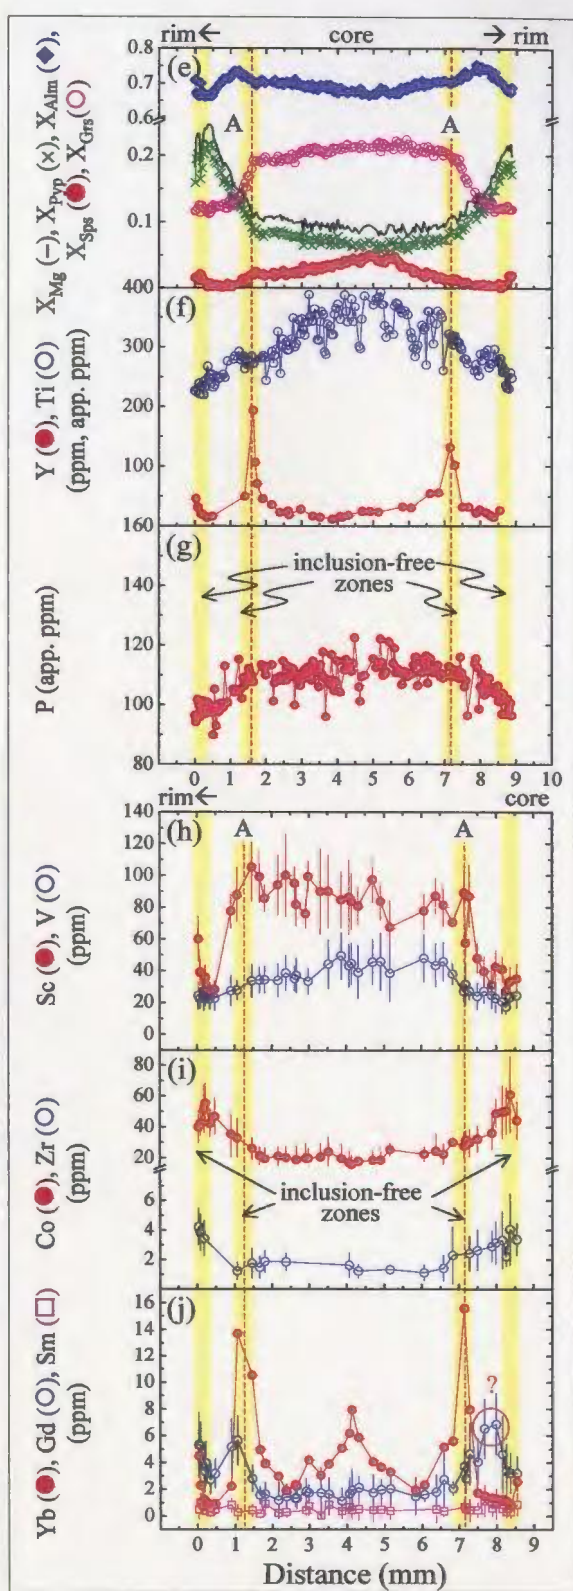 rim← core → rim
X_Mg (−), X_Pyp (×), X_Alm (◆),
X_Sps (●), X_Grs (○)
(e)
0.8
0.7
0.6
0.2
0.1
A A
Y (●), Ti (○)
(ppm, app. ppm)
(f)
400
300
200
100
P (app. ppm)
(g)
160
140
120
100
80
inclusion-free
zones
0 1 2 3 4 5 6 7 8 9 10
rim← core
Sc (●), V (○)
(ppm)
(h)
140
120
100
80
60
40
20
0
A A
Co (●), Zr (○)
(ppm)
(i)
80
60
40
20
6
4
2
inclusion-free
zones
Yb (●), Gd (○), Sm (□)
(ppm)
(j)
16
14
12
10
8
6
4
2
0
?
0 1 2 3 4 5 6 7 8 9
Distance (mm)